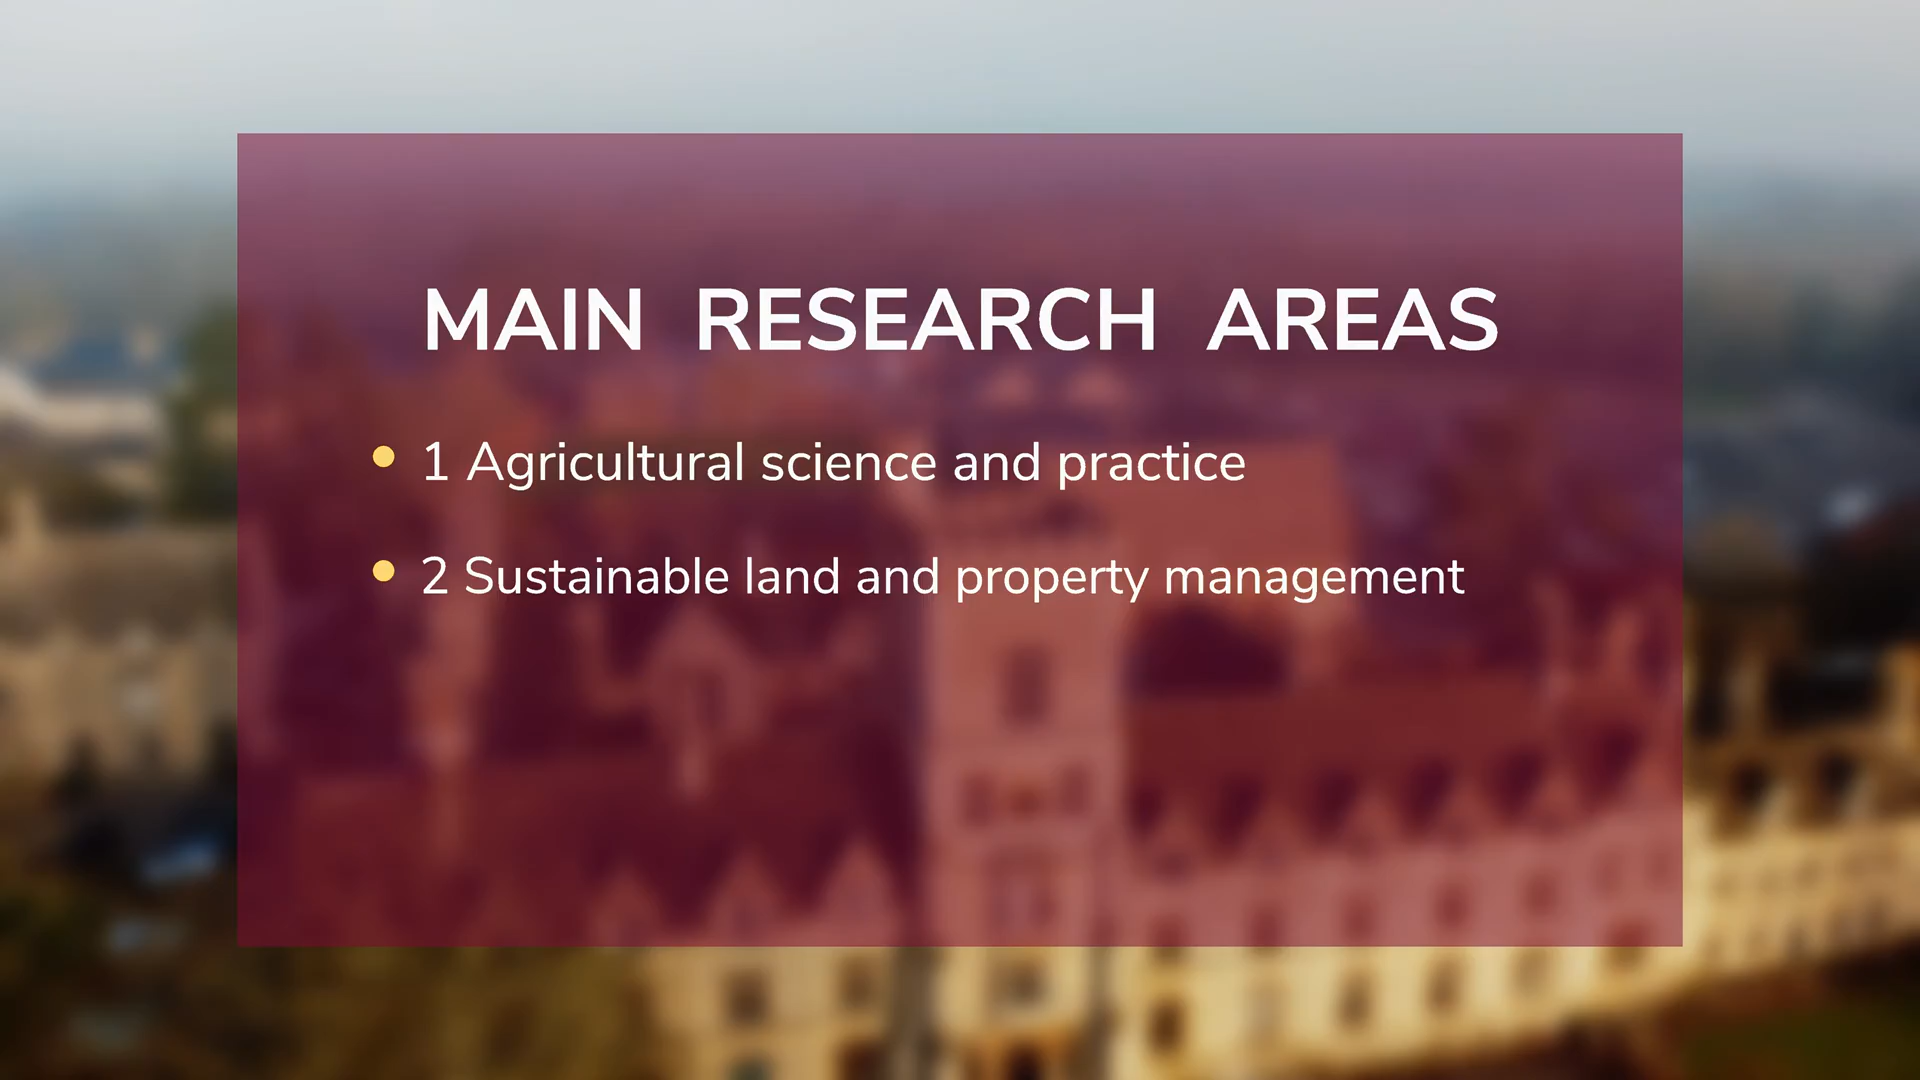 MAIN RESEARCH AREAS
1 Agricultural science and practice
2 Sustainable land and property management